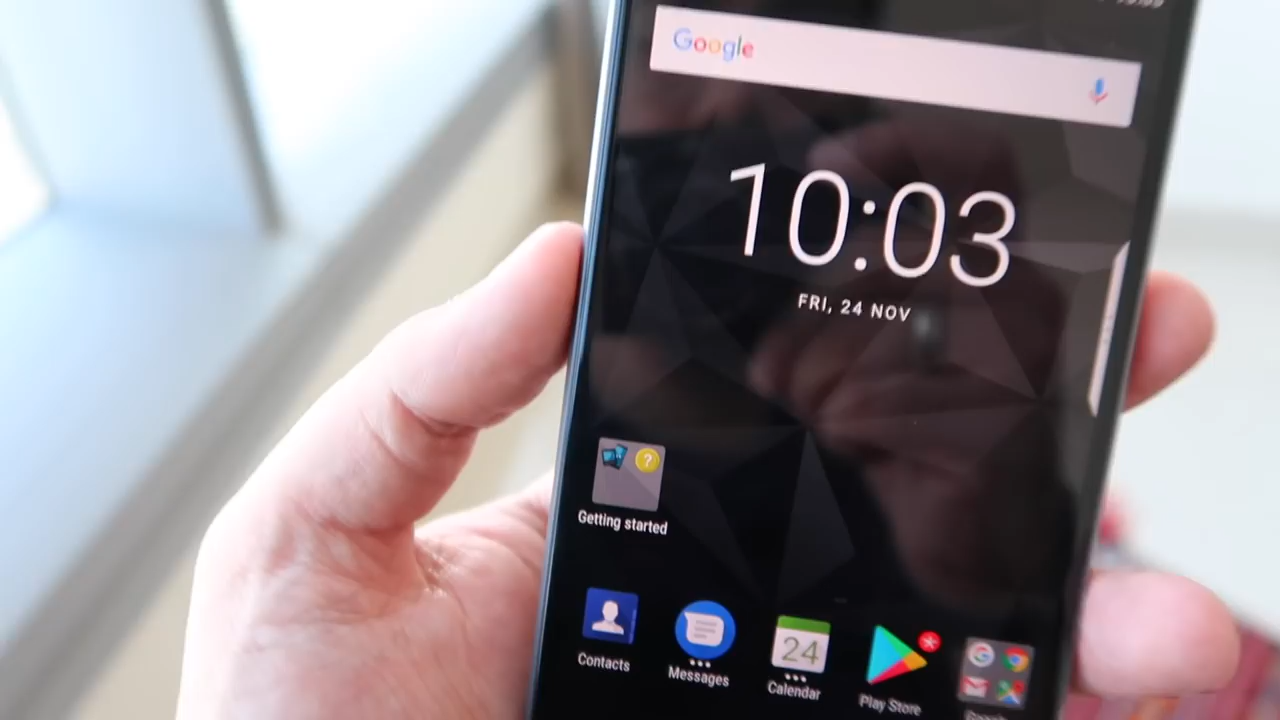 Google
10:03
FRI, 24 NOV
?
Getting started
24
Contacts
Messages
Calendar
Play Store